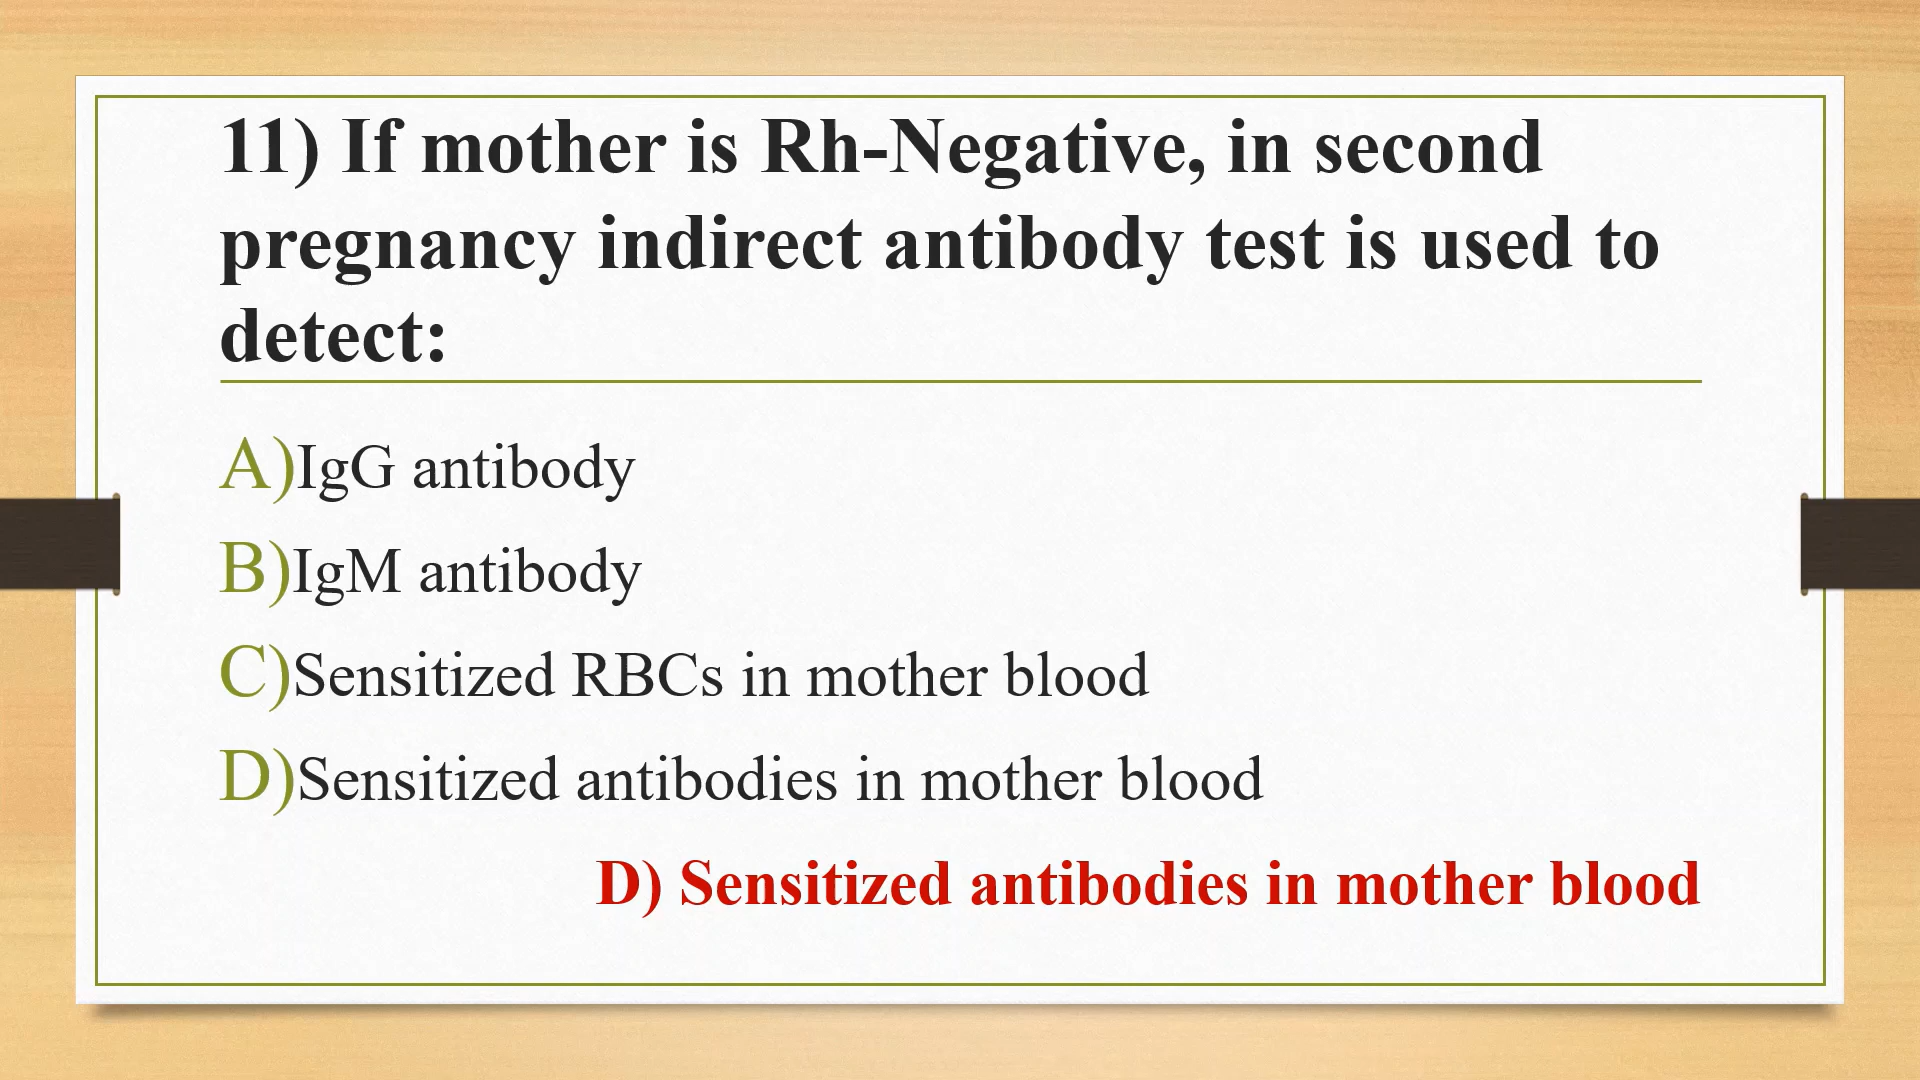 11) If mother is Rh-Negative, in second
pregnancy indirect antibody test is used to
detect:
A)IgG antibody
B)IgM antibody
C)Sensitized RBCs in mother blood
D)Sensitized antibodies in mother blood
D) Sensitized antibodies in mother blood